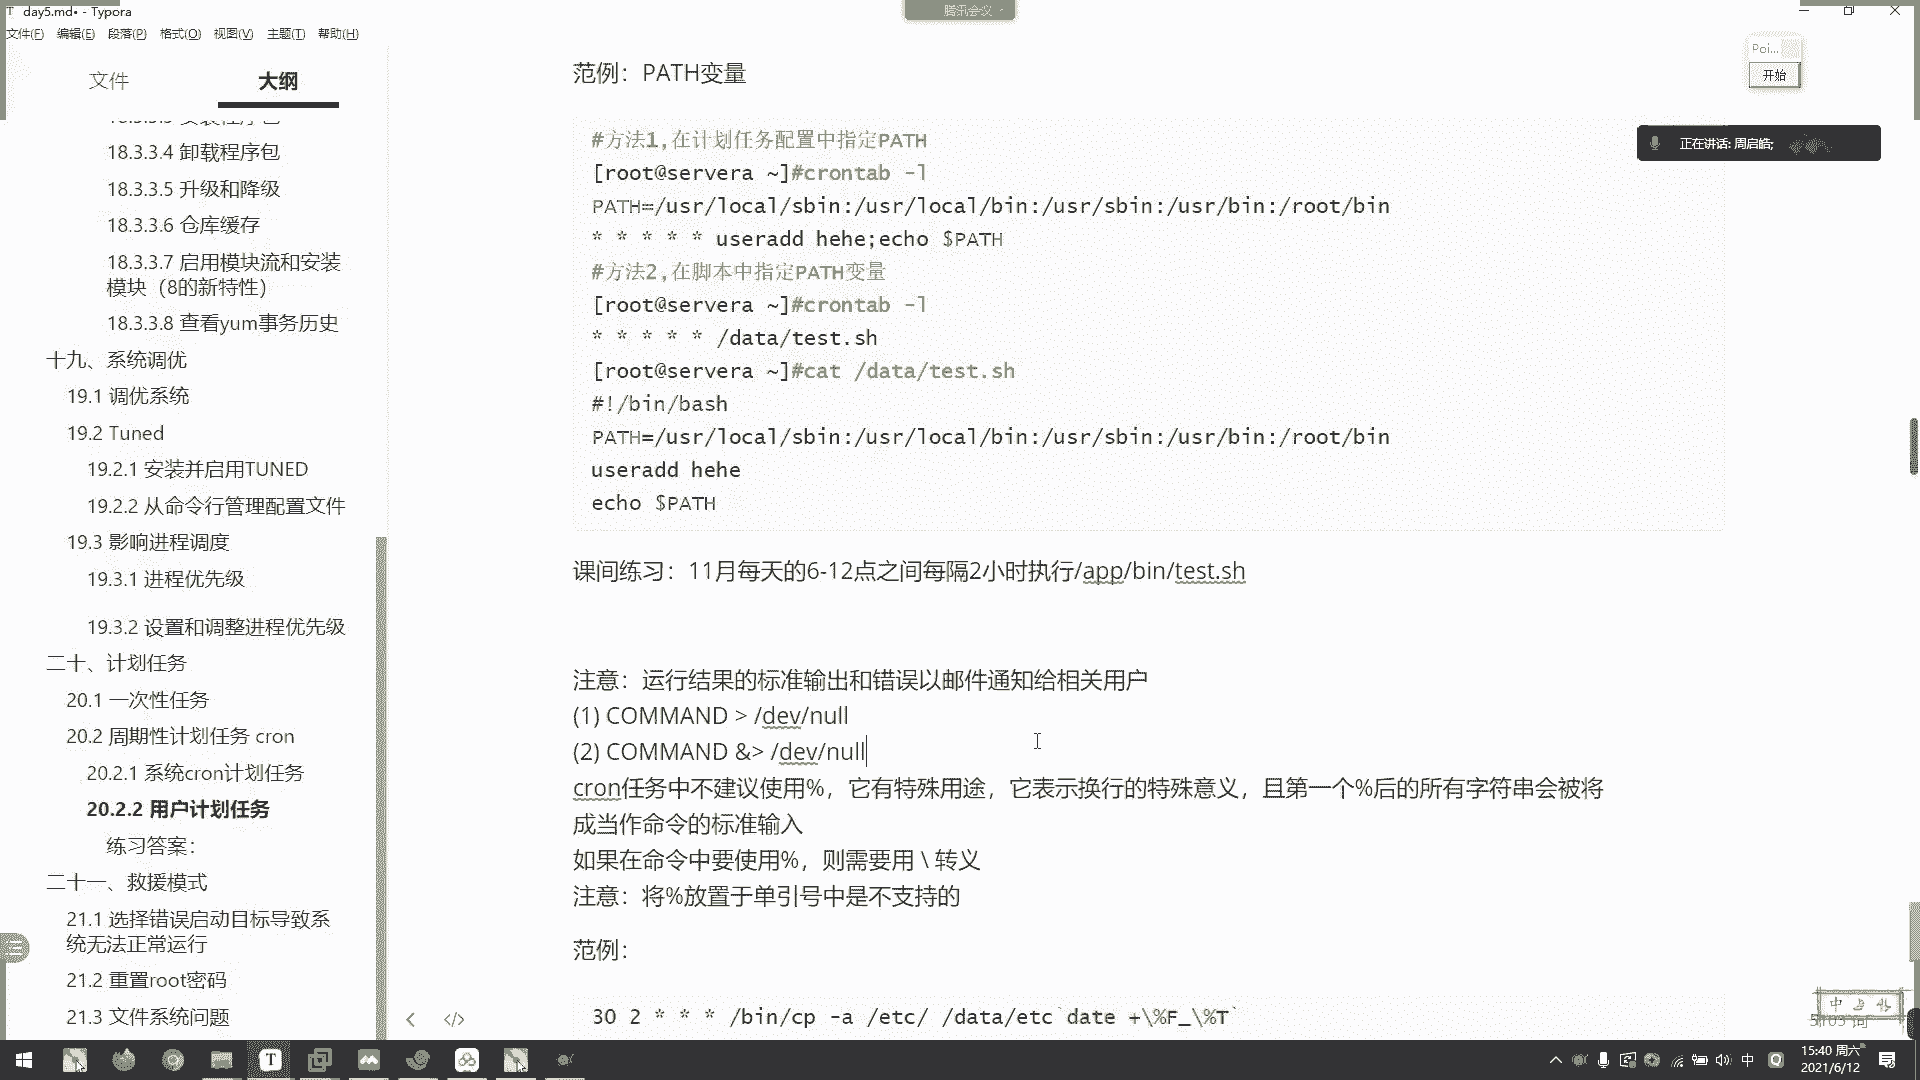 day5.md• - Typora
腾讯会议
文件(F) 编辑(E) 段落(P) 格式(O) 视图(V) 主题(T) 帮助(H)
文件
大纲
18.3.3.4 卸载程序包
18.3.3.5 升级和降级
18.3.3.6 仓库缓存
18.3.3.7 启用模块流和安装
模块（8的新特性）
18.3.3.8 查看yum事务历史
十九、系统调优
19.1 调优系统
19.2 Tuned
19.2.1 安装并启用TUNED
19.2.2 从命令行管理配置文件
19.3 影响进程调度
19.3.1 进程优先级
19.3.2 设置和调整进程优先级
二十、计划任务
20.1 一次性任务
20.2 周期性计划任务 cron
20.2.1 系统cron计划任务
20.2.2 用户计划任务
练习答案：
二十一、救援模式
21.1 选择错误启动目标导致系
统无法正常运行
21.2 重置root密码
21.3 文件系统问题
范例：PATH变量
#方法1,在计划任务配置中指定PATH
[root@servera ~]#crontab -l
PATH=/usr/local/sbin:/usr/local/bin:/usr/sbin:/usr/bin:/root/bin
* * * * * useradd hehe;echo $PATH
#方法2,在脚本中指定PATH变量
[root@servera ~]#crontab -l
* * * * * /data/test.sh
[root@servera ~]#cat /data/test.sh
#!/bin/bash
PATH=/usr/local/sbin:/usr/local/bin:/usr/sbin:/usr/bin:/root/bin
useradd hehe
echo $PATH
课间练习：11月每天的6-12点之间每隔2小时执行/app/bin/test.sh
注意：运行结果的标准输出和错误以邮件通知给相关用户
(1) COMMAND > /dev/null
(2) COMMAND &> /dev/null
cron任务中不建议使用%，它有特殊用途，它表示换行的特殊意义，且第一个%后的所有字符串会被将
成当作命令的标准输入
如果在命令中要使用%，则需要用 \ 转义
注意：将%放置于单引号中是不支持的
范例：
30 2 * * * /bin/cp -a /etc/ /data/etc`date +\%F_\%T`
Poi...
开始
正在讲话: 周启皓;
中
15:40 周六
2021/6/12